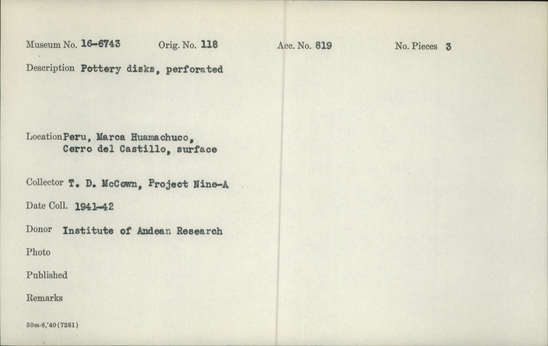 Museum No. 16-6743 Orig. No. 118 Acc. No. 819 No. Pieces 3
Description Pottery disks, perforated
Location Peru, Marca Huamachuco,
Cerro del Castillo, surface
Collector T. D. McCown, Project Nine-A
Date Coll. 1941-42
Donor Institute of Andean Research
Photo
Published
Remarks
50m-6,'40(7281)